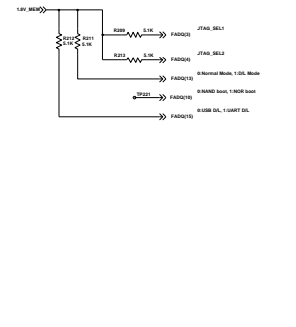 1.8V_MEM
R209 5.1K FADQ(3) JTAG_SEL1
R212 5.1K R211 5.1K
R213 5.1K FADQ(4) JTAG_SEL2
FADQ(13) 0:Normal Mode, 1:D/L Mode
TP221 FADQ(10) 0:NAND boot, 1:NOR boot
FADQ(15) 0:USB D/L, 1:UART D/L